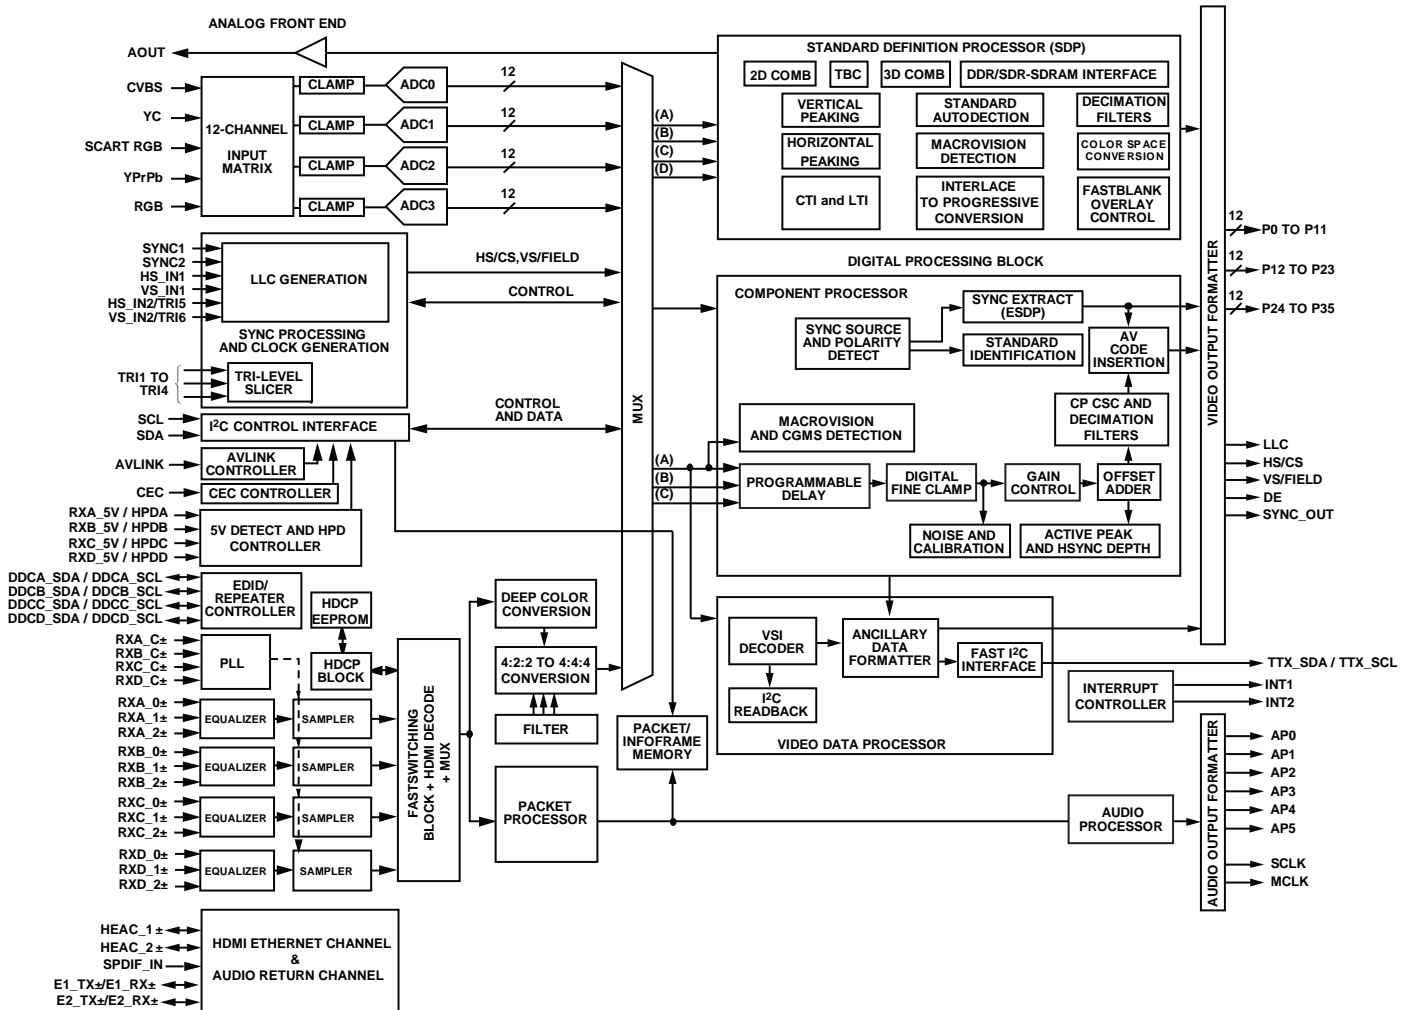 ANALOG FRONT END
AOUT
CVBS
YC
SCART RGB
YPrPb
RGB
12-CHANNEL
INPUT
MATRIX
CLAMP
ADC0
12
CLAMP
ADC1
12
CLAMP
ADC2
12
CLAMP
ADC3
12
SYNC1
SYNC2
HS_IN1
VS_IN1
HS_IN2/TRI5
VS_IN2/TRI6
LLC GENERATION
SYNC PROCESSING
AND CLOCK GENERATION
TRI1 TO
TRI4
TRI-LEVEL
SLICER
HS/CS,VS/FIELD
CONTROL
SCL
SDA
I2C CONTROL INTERFACE
CONTROL
AND DATA
AVLINK
AVLINK
CONTROLLER
CEC
CEC CONTROLLER
RXA_5V / HPDA
RXB_5V / HPDB
RXC_5V / HPDC
RXD_5V / HPDD
5V DETECT AND HPD
CONTROLLER
DDCA_SDA / DDCA_SCL
DDCB_SDA / DDCB_SCL
DDCC_SDA / DDCC_SCL
DDCD_SDA / DDCD_SCL
EDID/
REPEATER
CONTROLLER
HDCP
EEPROM
HDCP
BLOCK
RXA_C±
RXB_C±
RXC_C±
RXD_C±
PLL
RXA_0±
RXA_1±
RXA_2±
EQUALIZER
SAMPLER
RXB_0±
RXB_1±
RXB_2±
EQUALIZER
SAMPLER
RXC_0±
RXC_1±
RXC_2±
EQUALIZER
SAMPLER
RXD_0±
RXD_1±
RXD_2±
EQUALIZER
SAMPLER
FASTSWITCHING
BLOCK + HDMI DECODE
+ MUX
HEAC_1±
HEAC_2±
SPDIF_IN
E1_TX±/E1_RX±
E2_TX±/E2_RX±
HDMI ETHERNET CHANNEL
&
AUDIO RETURN CHANNEL
DEEP COLOR
CONVERSION
4:2:2 TO 4:4:4
CONVERSION
FILTER
PACKET
PROCESSOR
PACKET/
INFOFRAME
MEMORY
MUX
(A)
(B)
(C)
(D)
(A)
(B)
(C)
STANDARD DEFINITION PROCESSOR (SDP)
2D COMB
TBC
3D COMB
DDR/SDR-SDRAM INTERFACE
VERTICAL
PEAKING
STANDARD
AUTODECTION
DECIMATION
FILTERS
HORIZONTAL
PEAKING
MACROVISION
DETECTION
COLOR SPACE
CONVERSION
CTI and LTI
INTERLACE
TO PROGRESSIVE
CONVERSION
FASTBLANK
OVERLAY
CONTROL
DIGITAL PROCESSING BLOCK
COMPONENT PROCESSOR
SYNC SOURCE
AND POLARITY
DETECT
SYNC EXTRACT
(ESDP)
STANDARD
IDENTIFICATION
AV
CODE
INSERTION
MACROVISION
AND CGMS DETECTION
CP CSC AND
DECIMATION
FILTERS
PROGRAMMABLE
DELAY
DIGITAL
FINE CLAMP
GAIN
CONTROL
OFFSET
ADDER
NOISE AND
CALIBRATION
ACTIVE PEAK
AND HSYNC DEPTH
VSI
DECODER
ANCILLARY
DATA
FORMATTER
FAST I2C
INTERFACE
I2C
READBACK
VIDEO DATA PROCESSOR
VIDEO OUTPUT FORMATTER
12
P0 TO P11
12
P12 TO P23
12
P24 TO P35
LLC
HS/CS
VS/FIELD
DE
SYNC_OUT
TTX_SDA / TTX_SCL
INTERRUPT
CONTROLLER
INT1
INT2
AUDIO
PROCESSOR
AUDIO OUTPUT FORMATTER
AP0
AP1
AP2
AP3
AP4
AP5
SCLK
MCLK